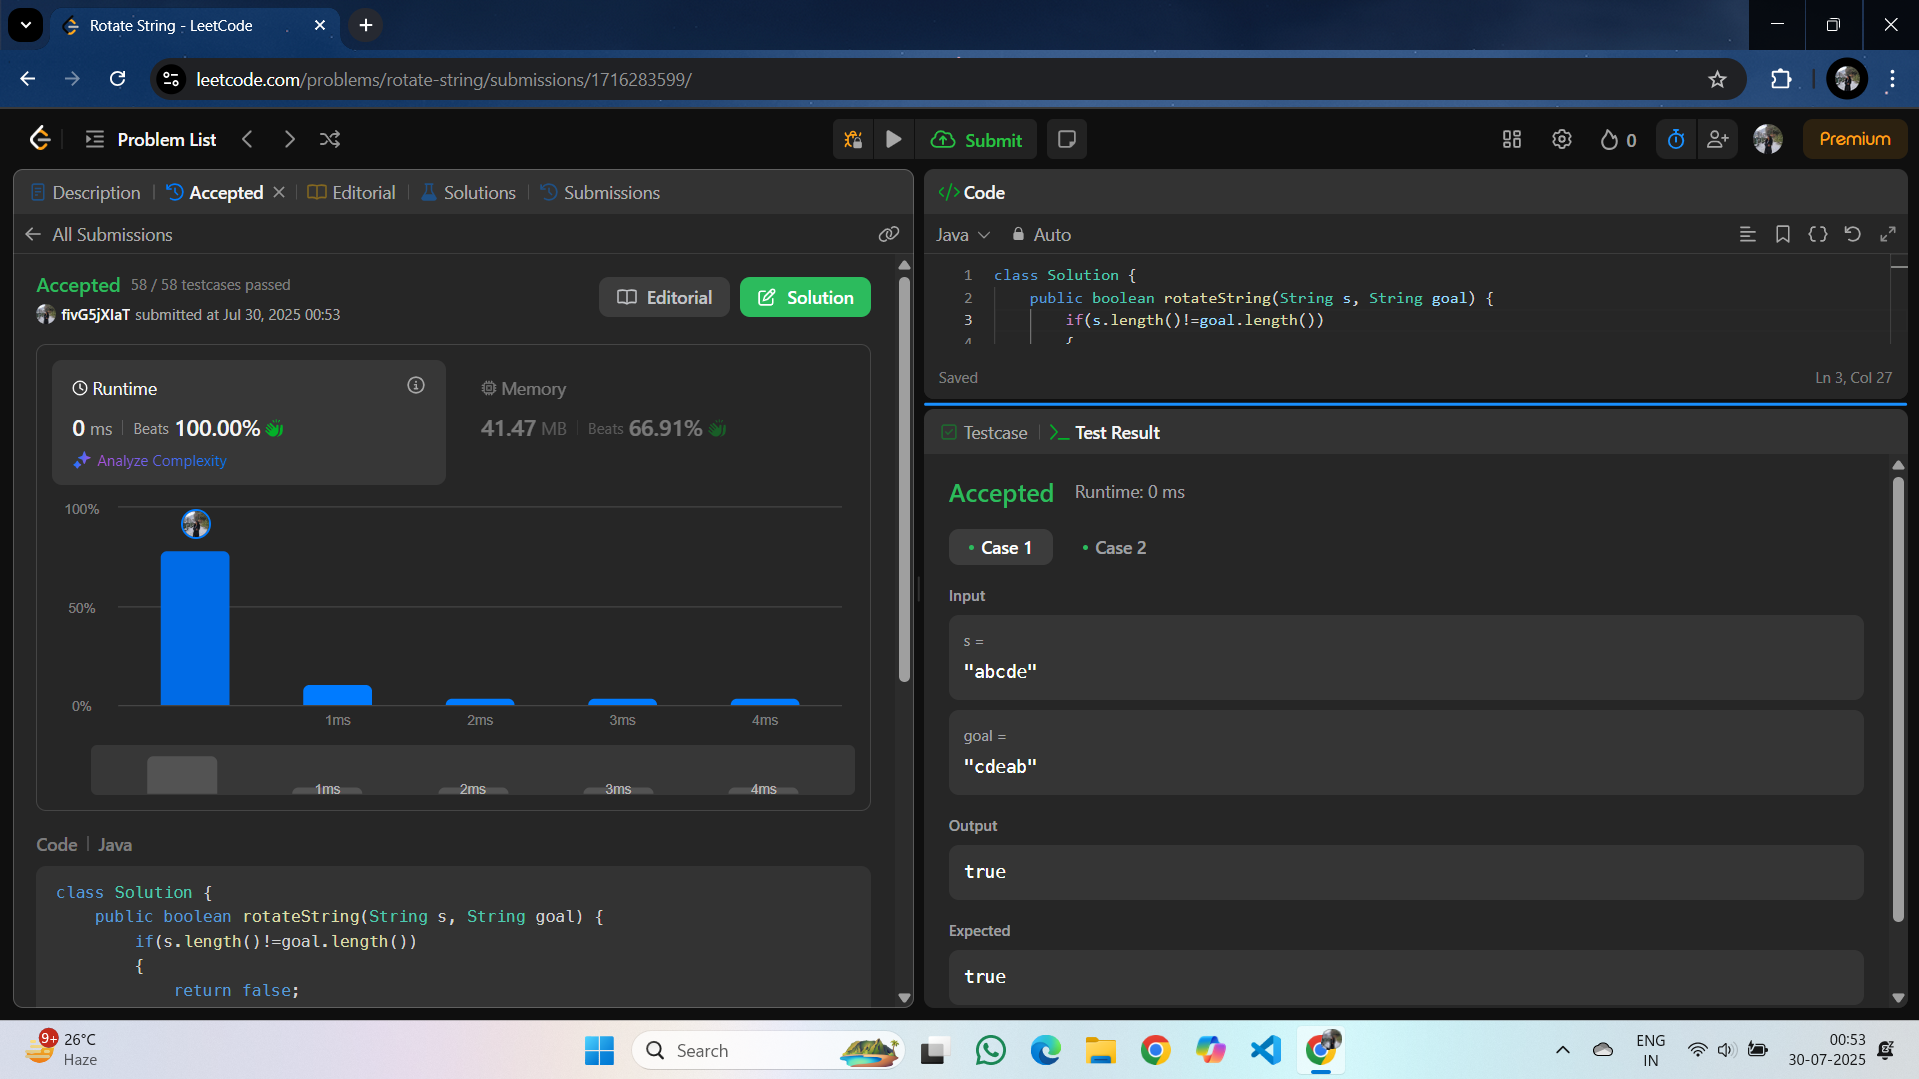 Rotate String - LeetCode
leetcode.com/problems/rotate-string/submissions/1716283599/
Problem List
Submit
0
Premium
Description
Accepted
Editorial
Solutions
Submissions
All Submissions
Accepted 58 / 58 testcases passed
fivG5jXIaT submitted at Jul 30, 2025 00:53
Editorial
Solution
Runtime
0 ms Beats 100.00%
Analyze Complexity
Memory
41.47 MB Beats 66.91%
100%
50%
0%
1ms 2ms 3ms 4ms
1ms 2ms 3ms 4ms
Code Java
class Solution {
public boolean rotateString(String s, String goal) {
if(s.length()!=goal.length())
{
return false;
</> Code
Java Auto
1 class Solution {
2 public boolean rotateString(String s, String goal) {
3 if(s.length()!=goal.length())
4 {
Saved
Ln 3, Col 27
Testcase
>_ Test Result
Accepted Runtime: 0 ms
• Case 1 • Case 2
Input
s =
"abcde"
goal =
"cdeab"
Output
true
Expected
true
9+
26°C
Haze
Search
ENG
IN
00:53
30-07-2025